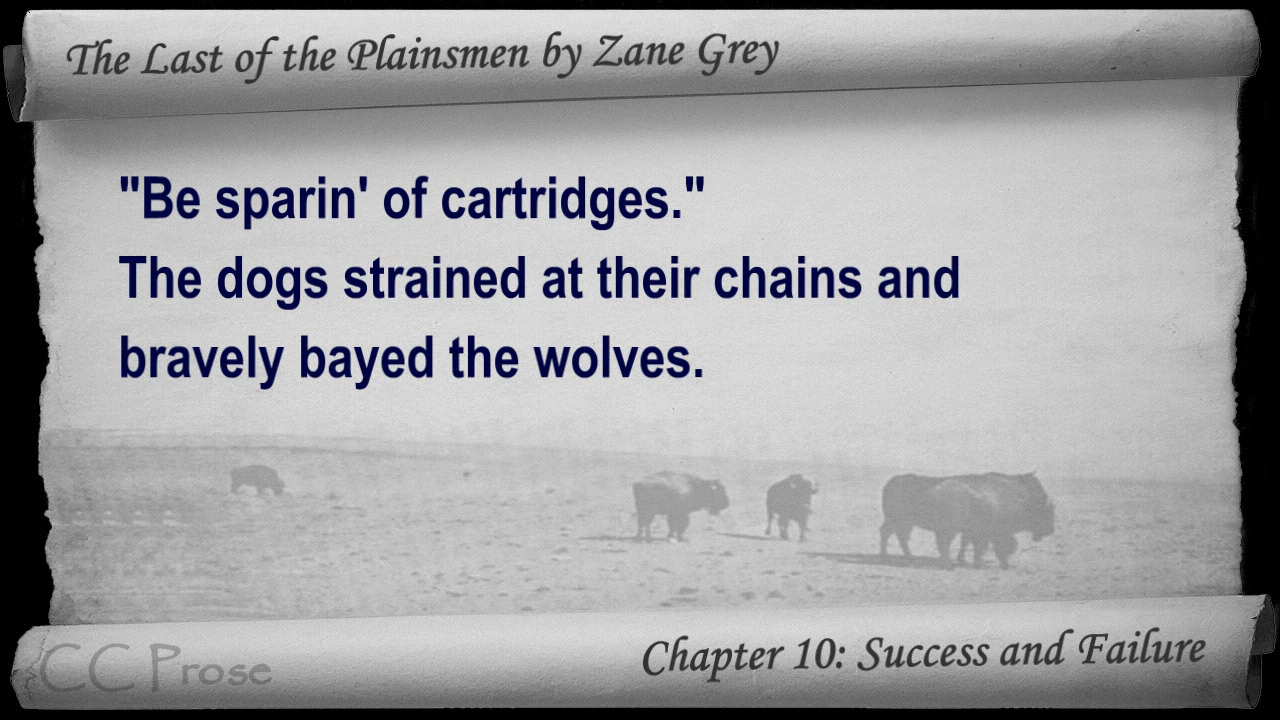 The Last of the Plainsmen by Zane Grey
"Be sparin' of cartridges."
The dogs strained at their chains and
bravely bayed the wolves.
CC Prose
Chapter 10: Success and Failure